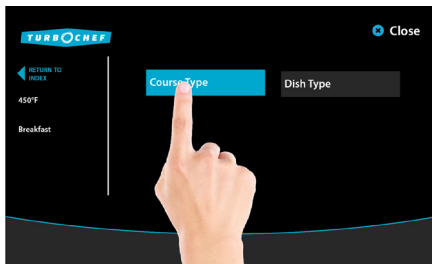 TURBOCHEF
Close
RETURN TO
INDEX
450°F
Breakfast
Course Type
Dish Type